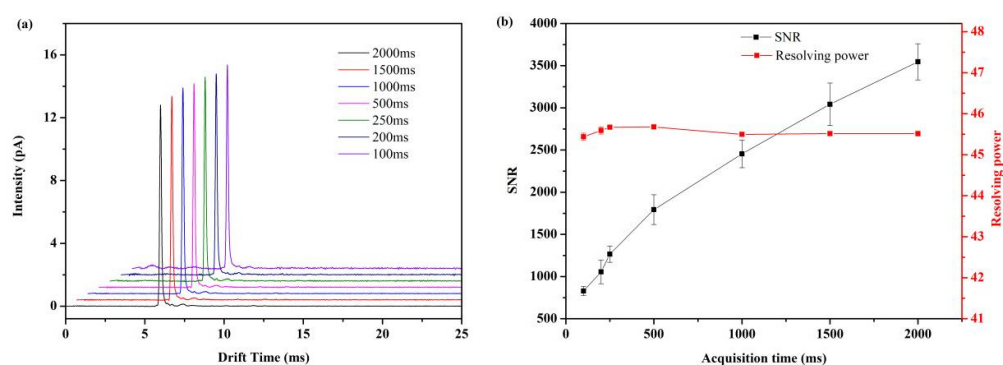 (a)
16
12
8
4
0
Intensity (pA)
2000ms
1500ms
1000ms
500ms
250ms
200ms
100ms
0 5 10 15 20 25
Drift Time (ms)
(b)
4000
3500
3000
2500
2000
1500
1000
500
SNR
SNR
Resolving power
48
47
46
45
44
43
42
41
Resolving power
0 500 1000 1500 2000
Acquisition time (ms)